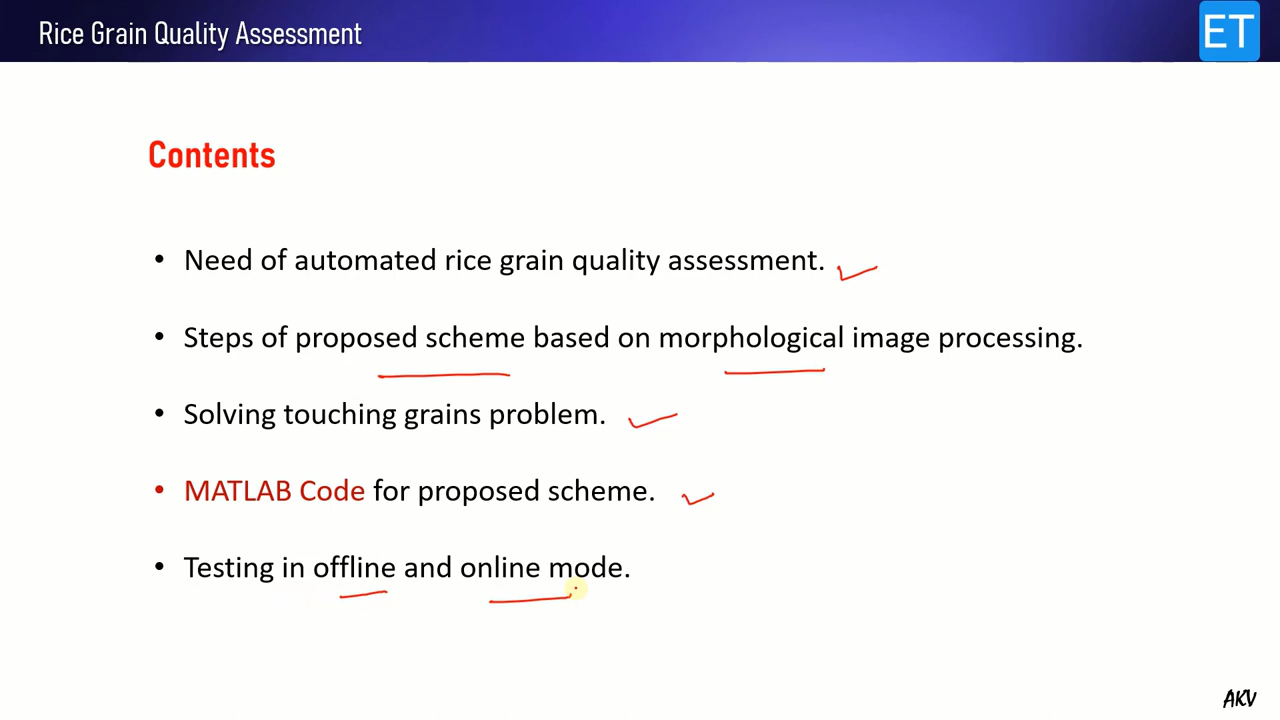 Rice Grain Quality Assessment
ET
Contents
• Need of automated rice grain quality assessment.
• Steps of proposed scheme based on morphological image processing.
• Solving touching grains problem.
• MATLAB Code for proposed scheme.
• Testing in offline and online mode.
AKV